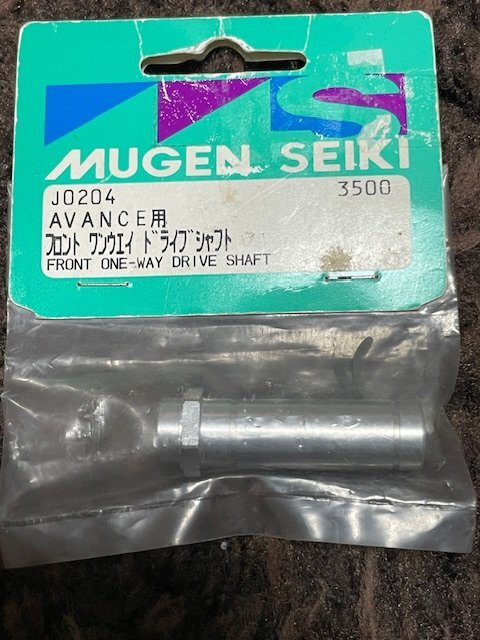 MUGEN SEIKI
J0204 3500
AVANCE用
フロント ワンウエイ ドライブシャフト
FRONT ONE-WAY DRIVE SHAFT